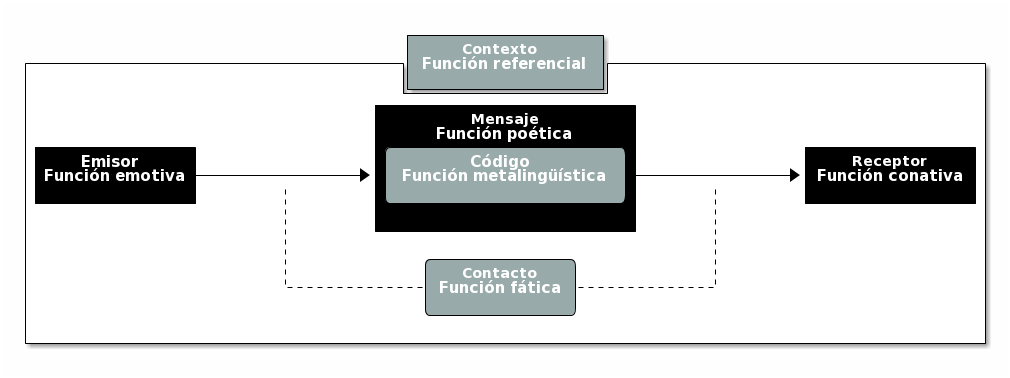 Contexto
Función referencial
Mensaje
Función poética
Emisor
Función emotiva
Código
Función metalingüística
Receptor
Función conativa
Contacto
Función fática